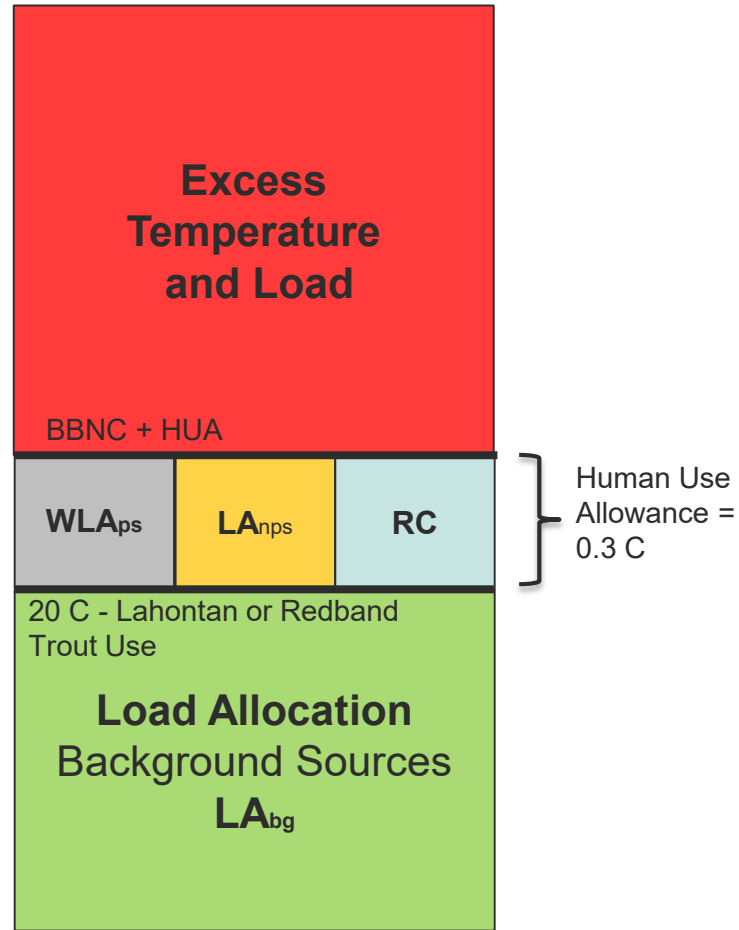 Excess
Temperature
and Load
BBNC + HUA
WLAps
LAnps
RC
Human Use
Allowance =
0.3 C
20 C - Lahontan or Redband
Trout Use
Load Allocation
Background Sources
LAbg